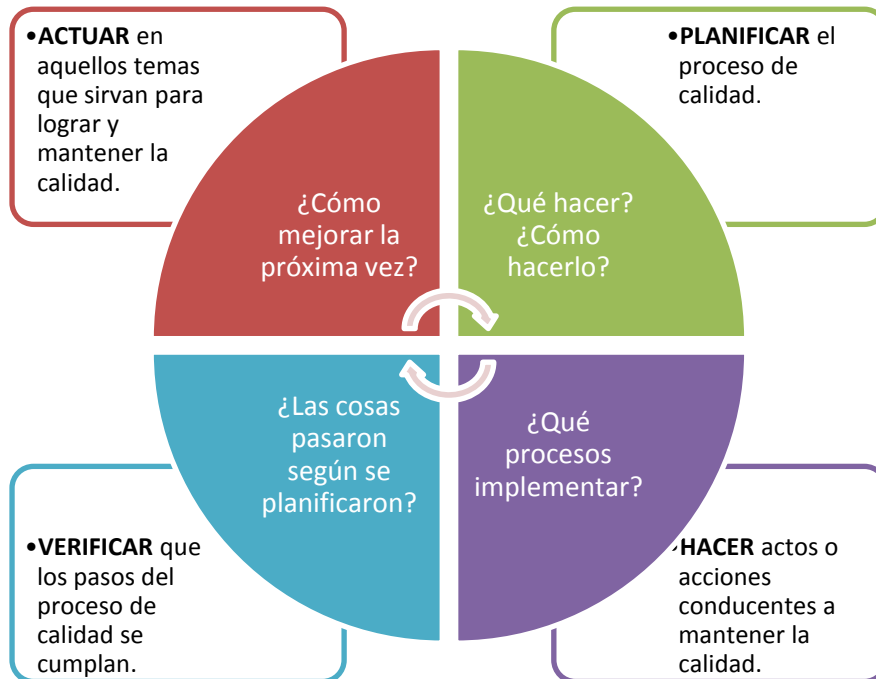 •ACTUAR en
aquellos temas
que sirvan para
lograr y
mantener la
calidad.
•PLANIFICAR el
proceso de
calidad.
¿Cómo
mejorar la
próxima vez?
¿Qué hacer?
¿Cómo
hacerlo?
¿Las cosas
pasaron
según se
planificaron?
¿Qué
procesos
implementar?
•VERIFICAR que
los pasos del
proceso de
calidad se
cumplan.
•HACER actos o
acciones
conducentes a
mantener la
calidad.